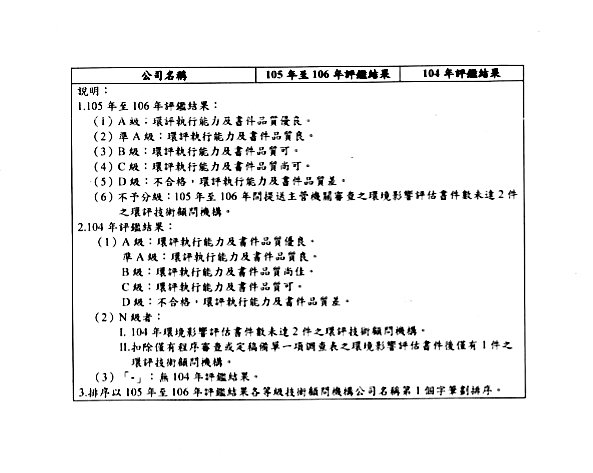 公司名稱 105 年至 106 年評鑑結果 104 年評鑑結果
說明：
1.105 年至 106 年評鑑結果：
（1）A 級：環評執行能力及書件品質優良。
（2）準 A 級：環評執行能力及書件品質良。
（3）B 級：環評執行能力及書件品質可。
（4）C 級：環評執行能力及書件品質尚可。
（5）D 級：不合格，環評執行能力及書件品質差。
（6）不予分級：105 年至 106 年間提送主管機關審查之環境影響評估書件數未達 2 件
之環評技術顧問機構。
2.104 年評鑑結果：
（1）A 級：環評執行能力及書件品質優良。
準 A 級：環評執行能力及書件品質良。
B 級：環評執行能力及書件品質尚佳。
C 級：環評執行能力及書件品質可。
D 級：不合格，環評執行能力及書件品質差。
（2）N 級者：
I. 104 年環境影響評估書件數未達 2 件之環評技術顧問機構。
II.扣除僅有程序審查或定稿備單一項調查表之環境影響評估書件後僅有 1 件之
環評技術顧問機構。
（3）「-」：無 104 年評鑑結果。
3.排序以 105 年至 106 年評鑑結果各等級技術顧問機構公司名稱第 1 個字筆劃排序。